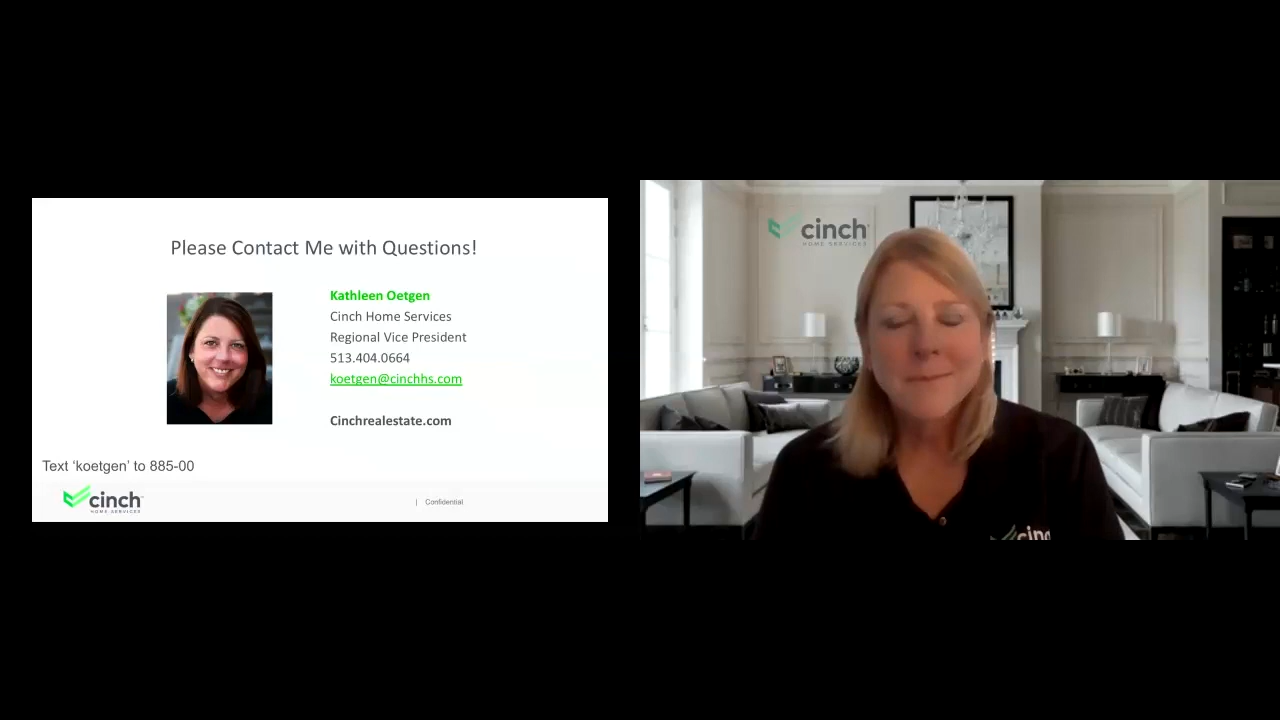 Please Contact Me with Questions!
Kathleen Oetgen
Cinch Home Services
Regional Vice President
513.404.0664
koetgen@cinchhs.com
Cinchrealestate.com
Text ‘koetgen’ to 885-00
cinch
HOME SERVICES
| Confidential
cinch
HOME SERVICES
cinc